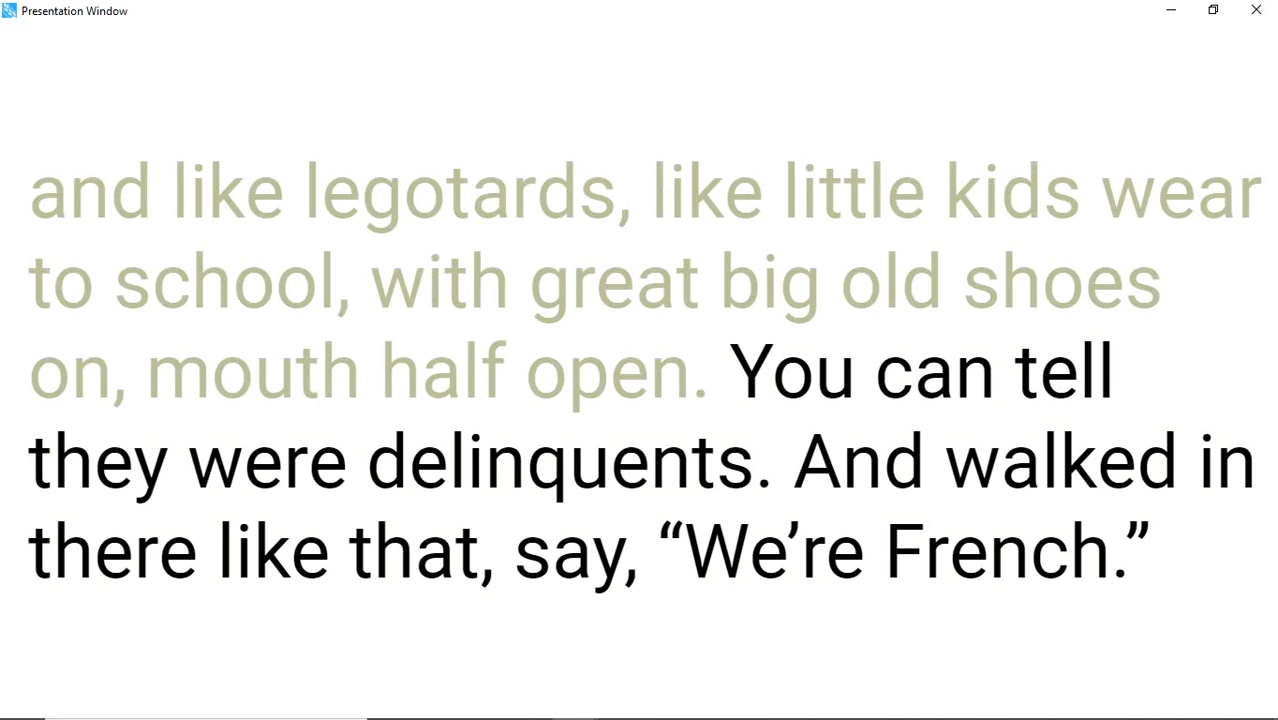 Presentation Window
and like legotards, like little kids wear
to school, with great big old shoes
on, mouth half open. You can tell
they were delinquents. And walked in
there like that, say, “We’re French.”